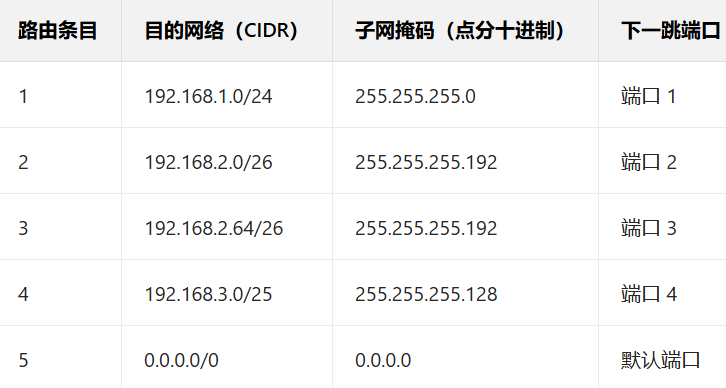 路由条目 目的网络（CIDR） 子网掩码（点分十进制） 下一跳端口
1 192.168.1.0/24 255.255.255.0 端口 1
2 192.168.2.0/26 255.255.255.192 端口 2
3 192.168.2.64/26 255.255.255.192 端口 3
4 192.168.3.0/25 255.255.255.128 端口 4
5 0.0.0.0/0 0.0.0.0 默认端口